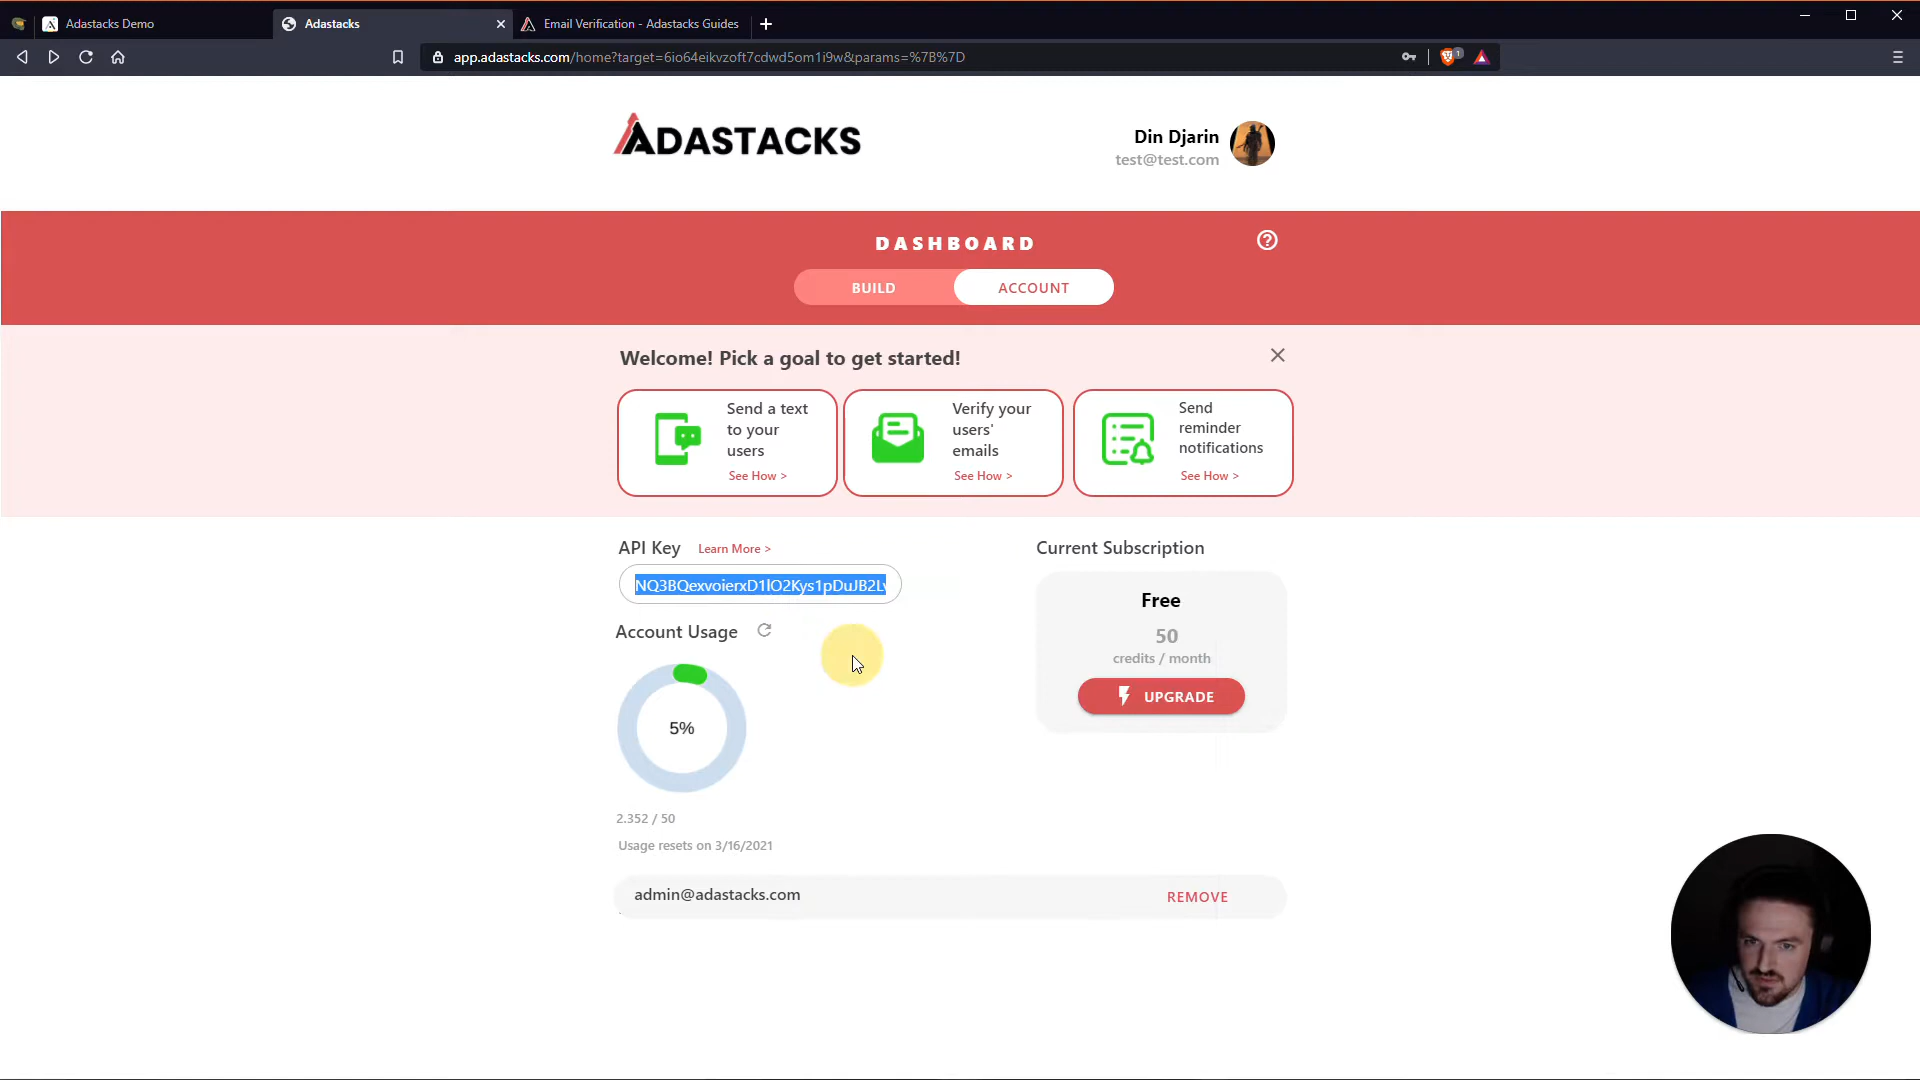 Adastacks Demo
Adastacks
Email Verification - Adastacks Guides
app.adastacks.com/home?target=6io64eikvzoft7cdwd5om1i9w&params=%7B%7D
1
ADASTACKS
Din Djarin
test@test.com
DASHBOARD
BUILD
ACCOUNT
Welcome! Pick a goal to get started!
Send a text
to your
users
See How >
Verify your
users'
emails
See How >
Send
reminder
notifications
See How >
API Key
Learn More >
NQ3BQexvoierxD1lO2Kys1pDuJB2L
Account Usage
5%
2.352 / 50
Usage resets on 3/16/2021
Current Subscription
Free
50
credits / month
UPGRADE
admin@adastacks.com
REMOVE